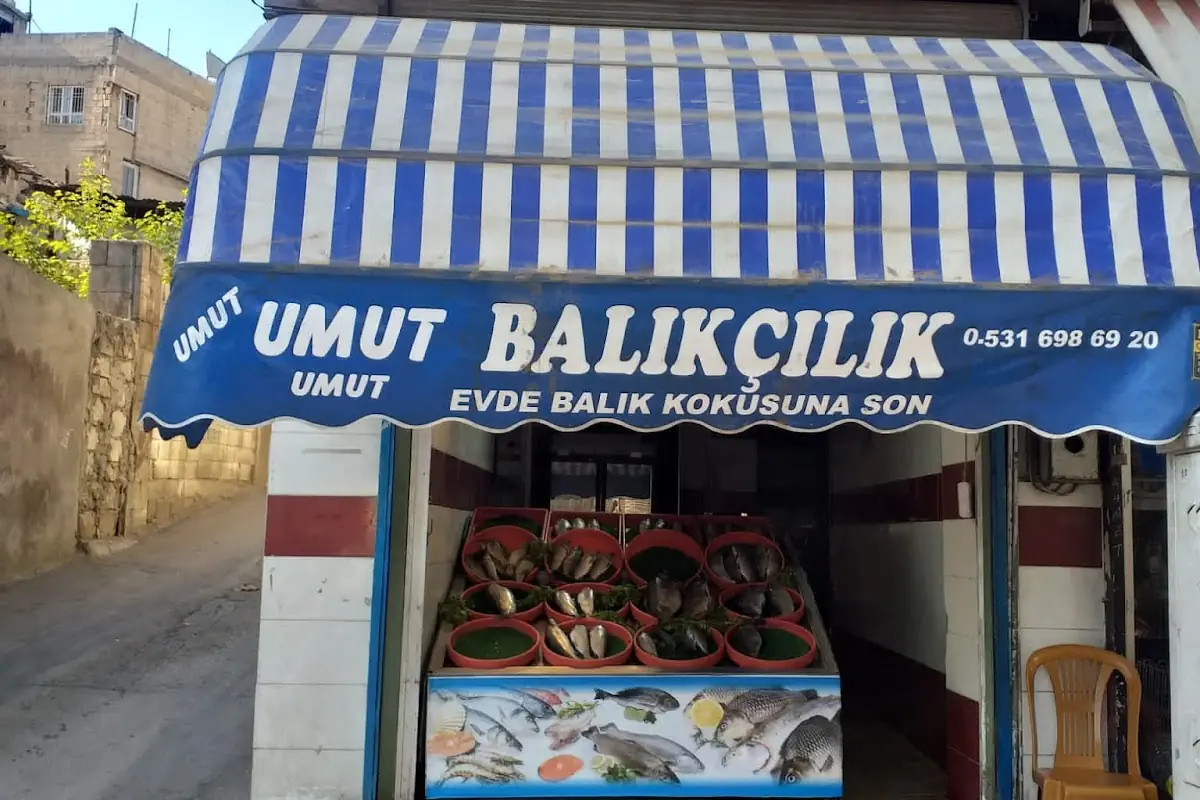 UMUT
UMUT BALIKÇILIK 0-531 698 69 20
UMUT
EVDE BALIK KOKUSUNA SON